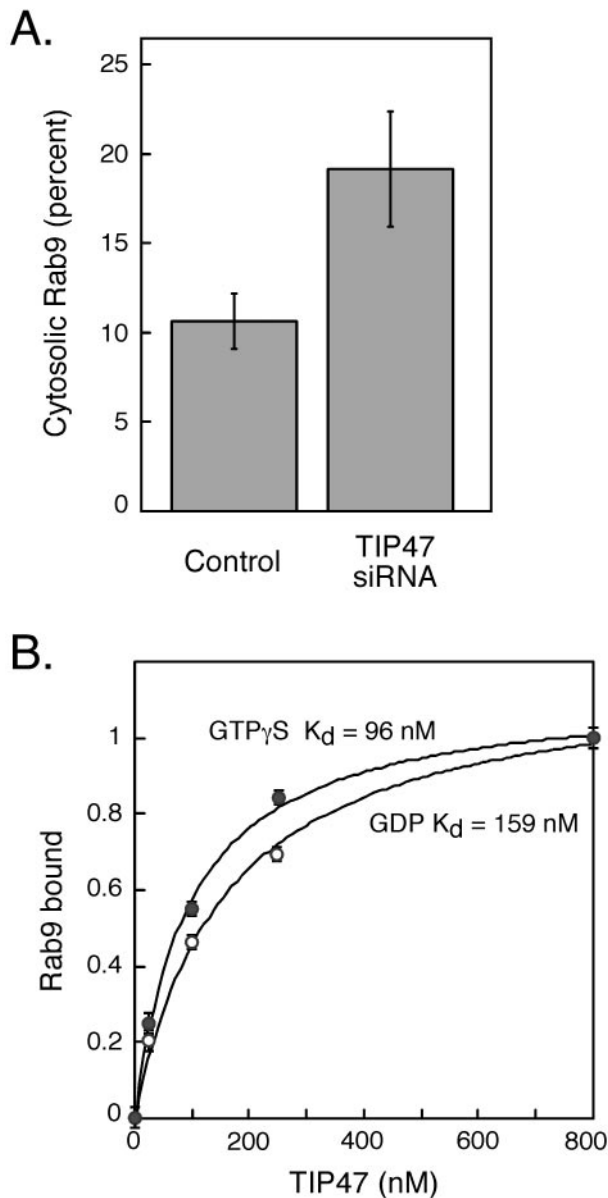 A.
Cytosolic Rab9 (percent)
25
20
15
10
5
0
Control
TIP47
siRNA
B.
Rab9 bound
1
0.8
0.6
0.4
0.2
0
GTPγS Kd = 96 nM
GDP Kd = 159 nM
0 200 400 600 800
TIP47 (nM)